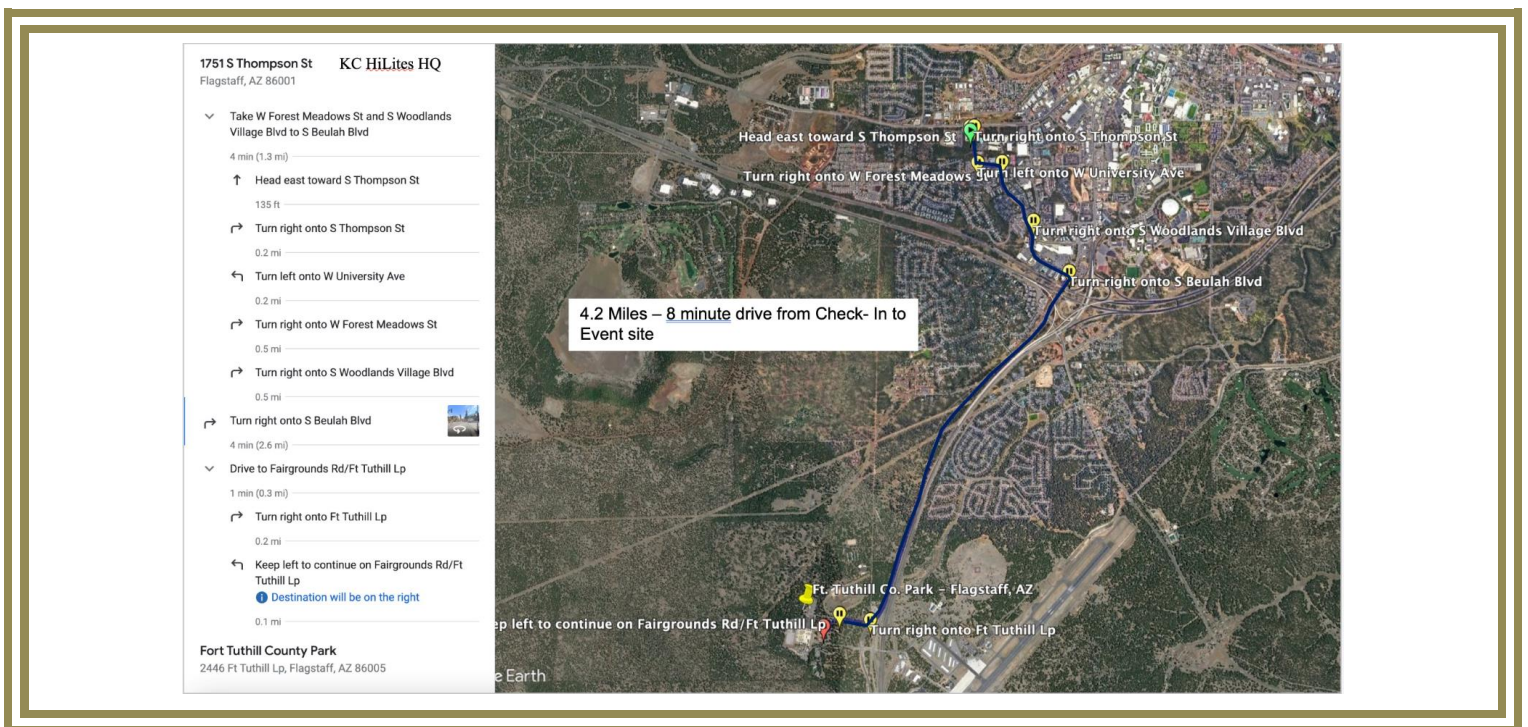 1751 S Thompson St KC HiLites HQ
Flagstaff, AZ 86001
Take W Forest Meadows St and S Woodlands
Village Blvd to S Beulah Blvd
4 min (1.3 mi)
Head east toward S Thompson St
135 ft
Turn right onto S Thompson St
0.2 mi
Turn left onto W University Ave
0.2 mi
Turn right onto W Forest Meadows St
0.5 mi
Turn right onto S Woodlands Village Blvd
0.5 mi
Turn right onto S Beulah Blvd
4 min (2.6 mi)
Drive to Fairgrounds Rd/Ft Tuthill Lp
1 min (0.3 mi)
Turn right onto Ft Tuthill Lp
0.2 mi
Keep left to continue on Fairgrounds Rd/Ft
Tuthill Lp
Destination will be on the right
0.1 mi
Fort Tuthill County Park
2446 Ft Tuthill Lp, Flagstaff, AZ 86005
Head east toward S Thompson St
Turn right onto S Thompson St
Turn right onto W Forest Meadows
Turn left onto W University Ave
Turn right onto S Woodlands Village Blvd
Turn right onto S Beulah Blvd
4.2 Miles – 8 minute drive from Check- In to
Event site
Ft. Tuthill Co. Park – Flagstaff, AZ
ep left to continue on Fairgrounds Rd/Ft Tuthill Lp
Turn right onto Ft Tuthill Lp
e Earth